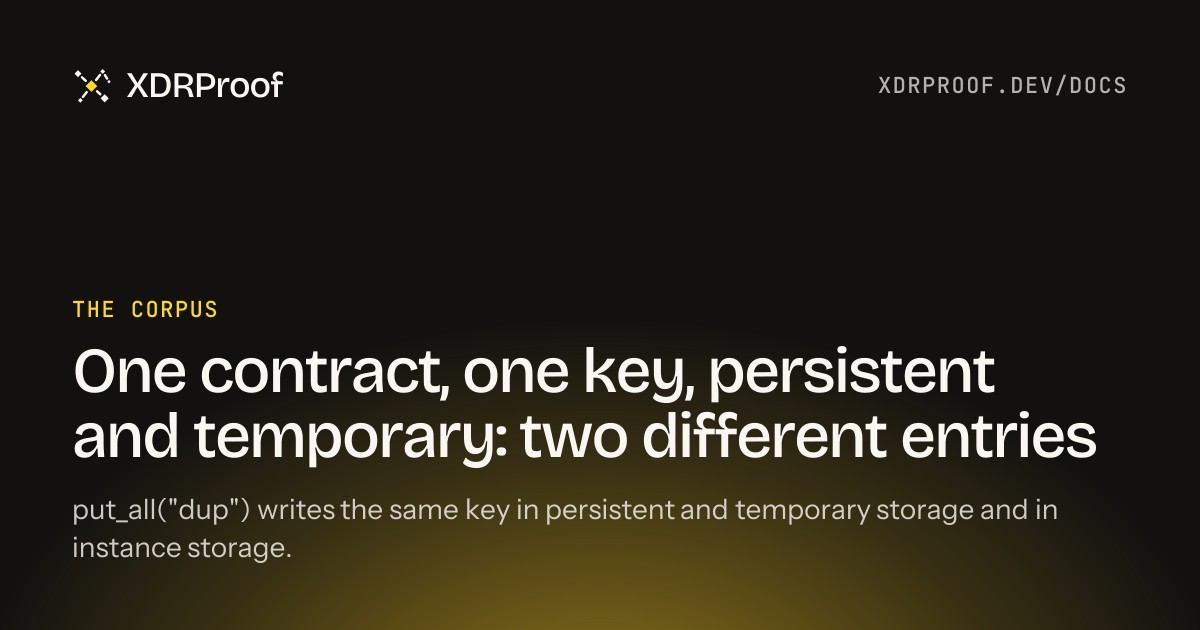 XDRProof
XDRPROOF.DEV/DOCS
THE CORPUS
One contract, one key, persistent
and temporary: two different entries
put_all("dup") writes the same key in persistent and temporary storage and in
instance storage.